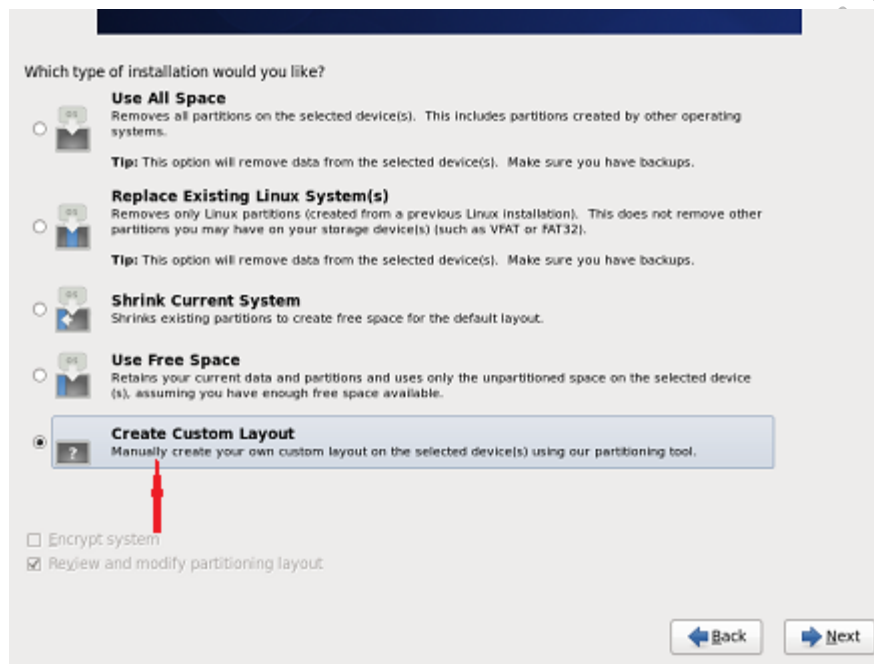 Which type of installation would you like?
Use All Space
Removes all partitions on the selected device(s).  This includes partitions created by other operating
systems.
Tip: This option will remove data from the selected device(s).  Make sure you have backups.
Replace Existing Linux System(s)
Removes only Linux partitions (created from a previous Linux installation).  This does not remove other
partitions you may have on your storage device(s) (such as VFAT or FAT32).
Tip: This option will remove data from the selected device(s).  Make sure you have backups.
Shrink Current System
Shrinks existing partitions to create free space for the default layout.
Use Free Space
Retains your current data and partitions and uses only the unpartitioned space on the selected device
(s), assuming you have enough free space available.
Create Custom Layout
Manually create your own custom layout on the selected device(s) using our partitioning tool.
Encrypt system
Review and modify partitioning layout
Back
Next